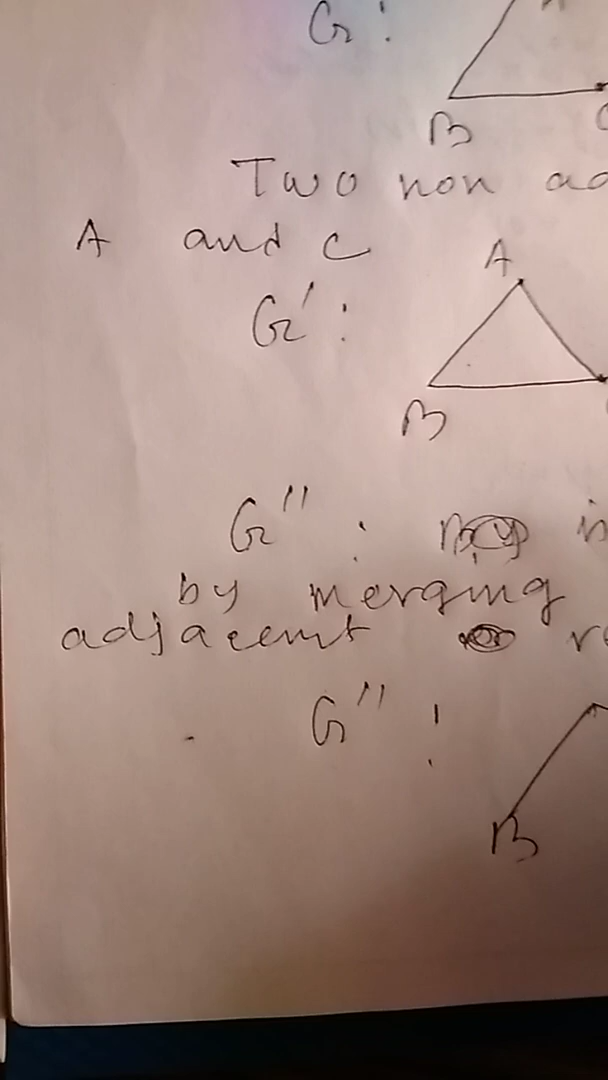 G:
B
Two non
A and C
A
G':
B
G'' :
by merging
adjacent
G'' :
B